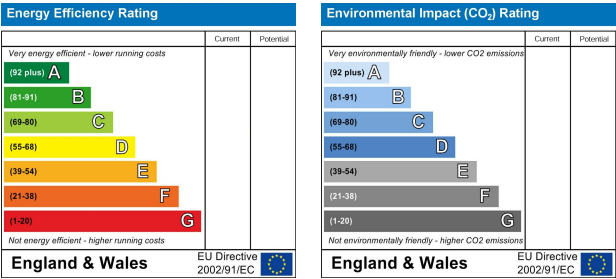 Energy Efficiency Rating
Current Potential
Very energy efficient - lower running costs
(92 plus) A
(81-91) B
(69-80) C
(55-68) D
(39-54) E
(21-38) F
(1-20) G
Not energy efficient - higher running costs
England & Wales
EU Directive
2002/91/EC
Environmental Impact (CO₂) Rating
Current Potential
Very environmentally friendly - lower CO2 emissions
(92 plus) A
(81-91) B
(69-80) C
(55-68) D
(39-54) E
(21-38) F
(1-20) G
Not environmentally friendly - higher CO2 emissions
England & Wales
EU Directive
2002/91/EC